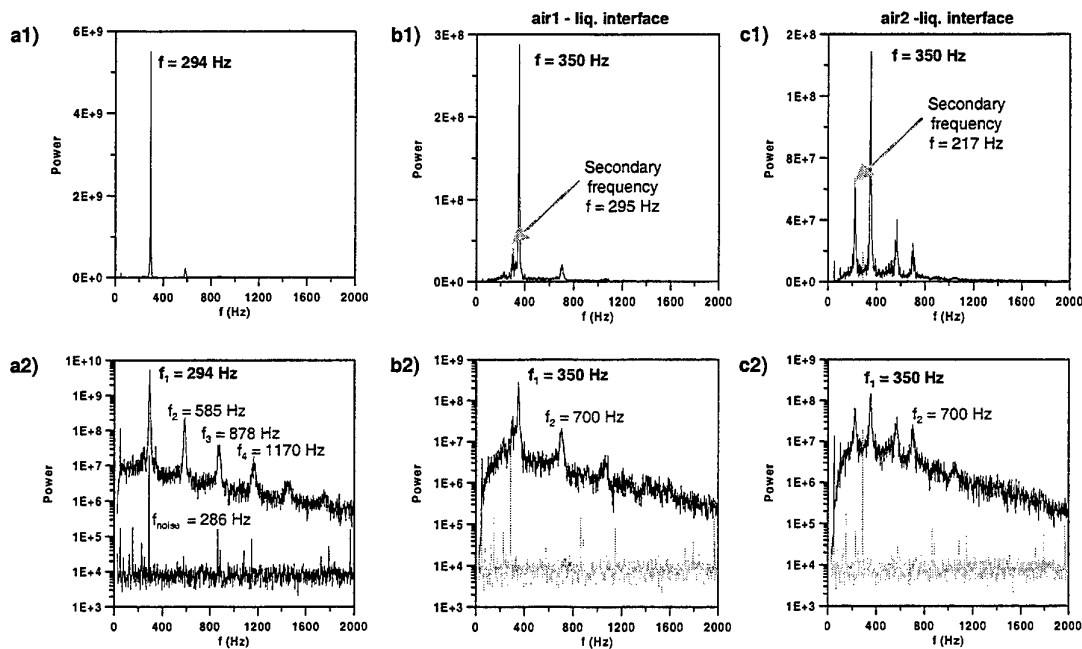 air1 - liq. interface
air2 -liq. interface
a1)
b1)
c1)
6E+9
4E+9
2E+9
0E+0
Power
f = 294 Hz
0 400 800 1200 1600 2000
f (Hz)
3E+8
2E+8
1E+8
0E+0
Power
f = 350 Hz
Secondary
frequency
f = 295 Hz
0 400 800 1200 1600 2000
f (Hz)
2E+8
1E+8
8E+7
4E+7
0E+0
Power
f = 350 Hz
Secondary
frequency
f = 217 Hz
0 400 800 1200 1600 2000
f (Hz)
a2)
b2)
c2)
1E+10
1E+9
1E+8
1E+7
1E+6
1E+5
1E+4
1E+3
Power
f1 = 294 Hz
f2 = 585 Hz
f3 = 878 Hz
f4 = 1170 Hz
fnoise = 286 Hz
0 400 800 1200 1600 2000
f (Hz)
1E+9
1E+8
1E+7
1E+6
1E+5
1E+4
1E+3
Power
f1 = 350 Hz
f2 = 700 Hz
0 400 800 1200 1600 2000
f (Hz)
1E+9
1E+8
1E+7
1E+6
1E+5
1E+4
1E+3
Power
f1 = 350 Hz
f2 = 700 Hz
0 400 800 1200 1600 2000
f (Hz)